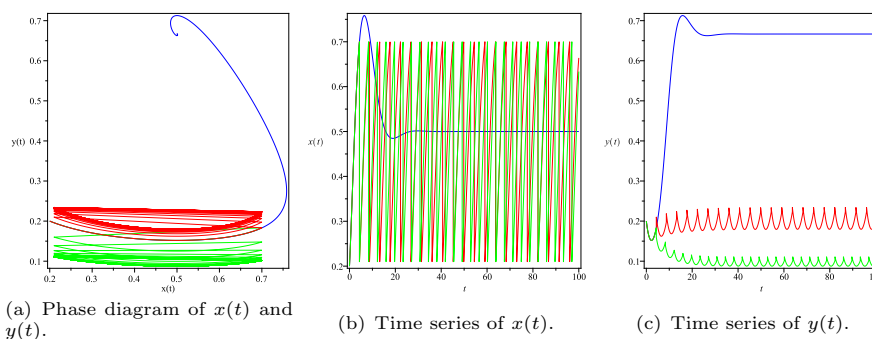 0.7
0.6
0.5
y(t)
0.4
0.3
0.2
0.1
0.2 0.3 0.4 0.5 0.6 0.7
x(t)
(a) Phase diagram of x(t) and
y(t).
0.7
0.6
0.5
x(t)
0.4
0.3
0.2
0 20 40 60 80 100
t
(b) Time series of x(t).
0.7
0.6
0.5
y(t)
0.4
0.3
0.2
0.1
0 20 40 60 80 100
t
(c) Time series of y(t).